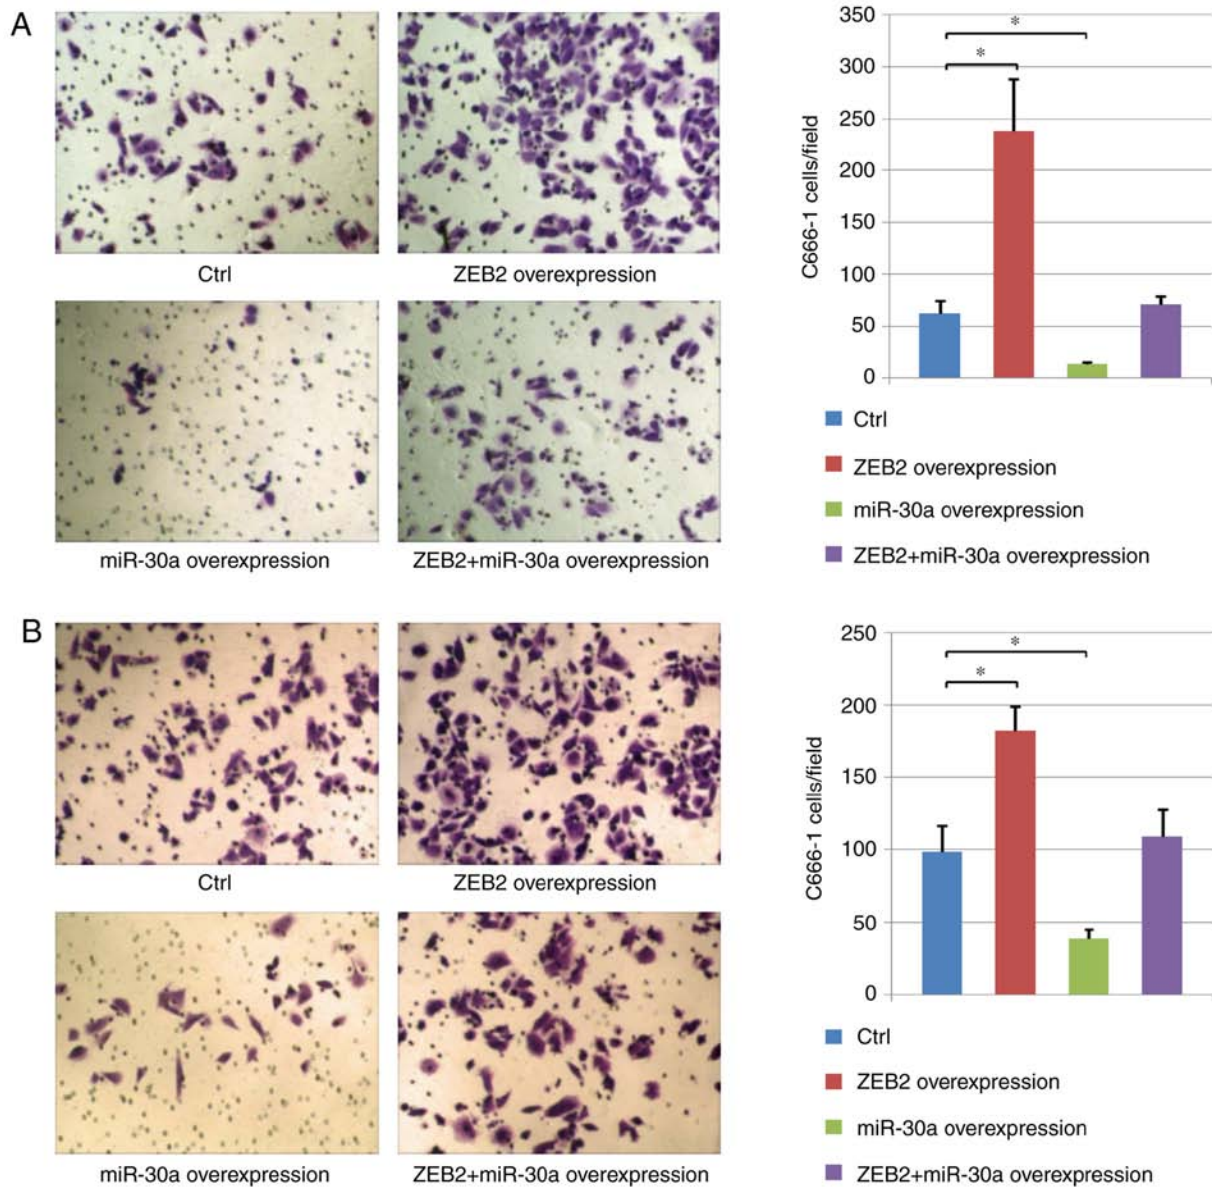 A
Ctrl
ZEB2 overexpression
miR-30a overexpression
ZEB2+miR-30a overexpression
350
300
250
200
150
100
50
0
C666-1 cells/field
*
*
Ctrl
ZEB2 overexpression
miR-30a overexpression
ZEB2+miR-30a overexpression
B
Ctrl
ZEB2 overexpression
miR-30a overexpression
ZEB2+miR-30a overexpression
250
200
150
100
50
0
C666-1 cells/field
*
*
Ctrl
ZEB2 overexpression
miR-30a overexpression
ZEB2+miR-30a overexpression